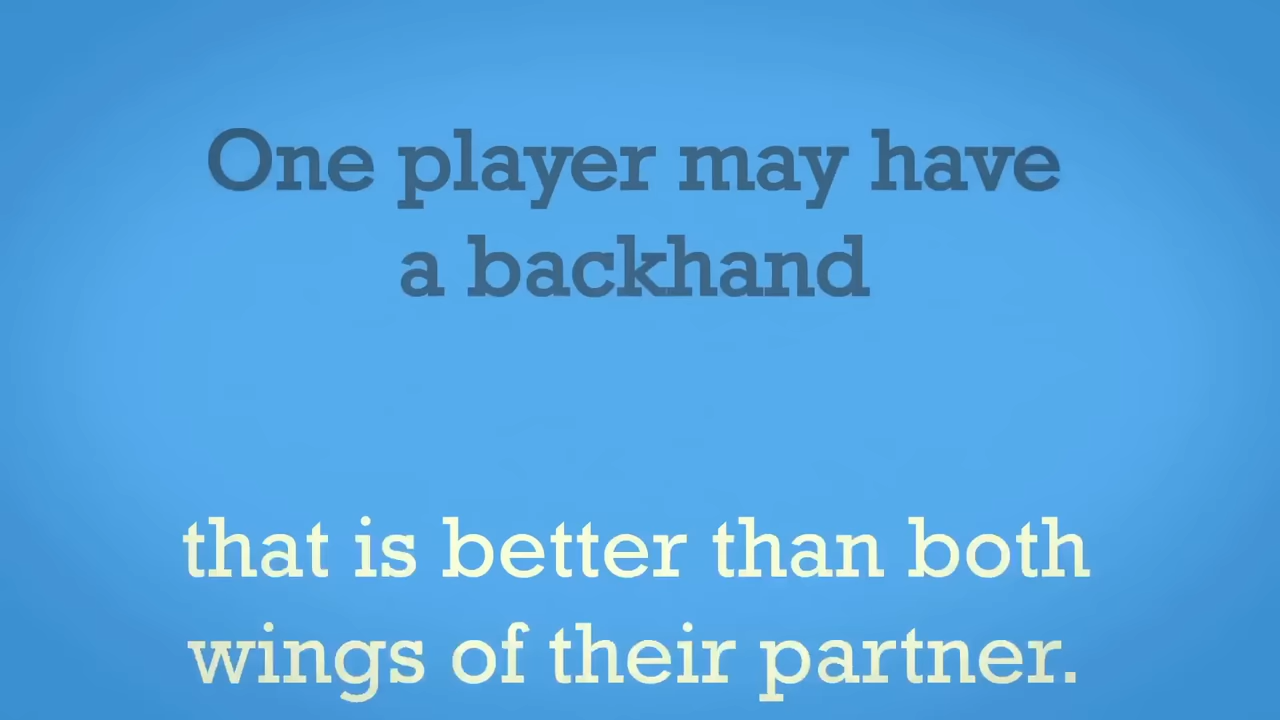 One player may have
a backhand
that is better than both
wings of their partner.